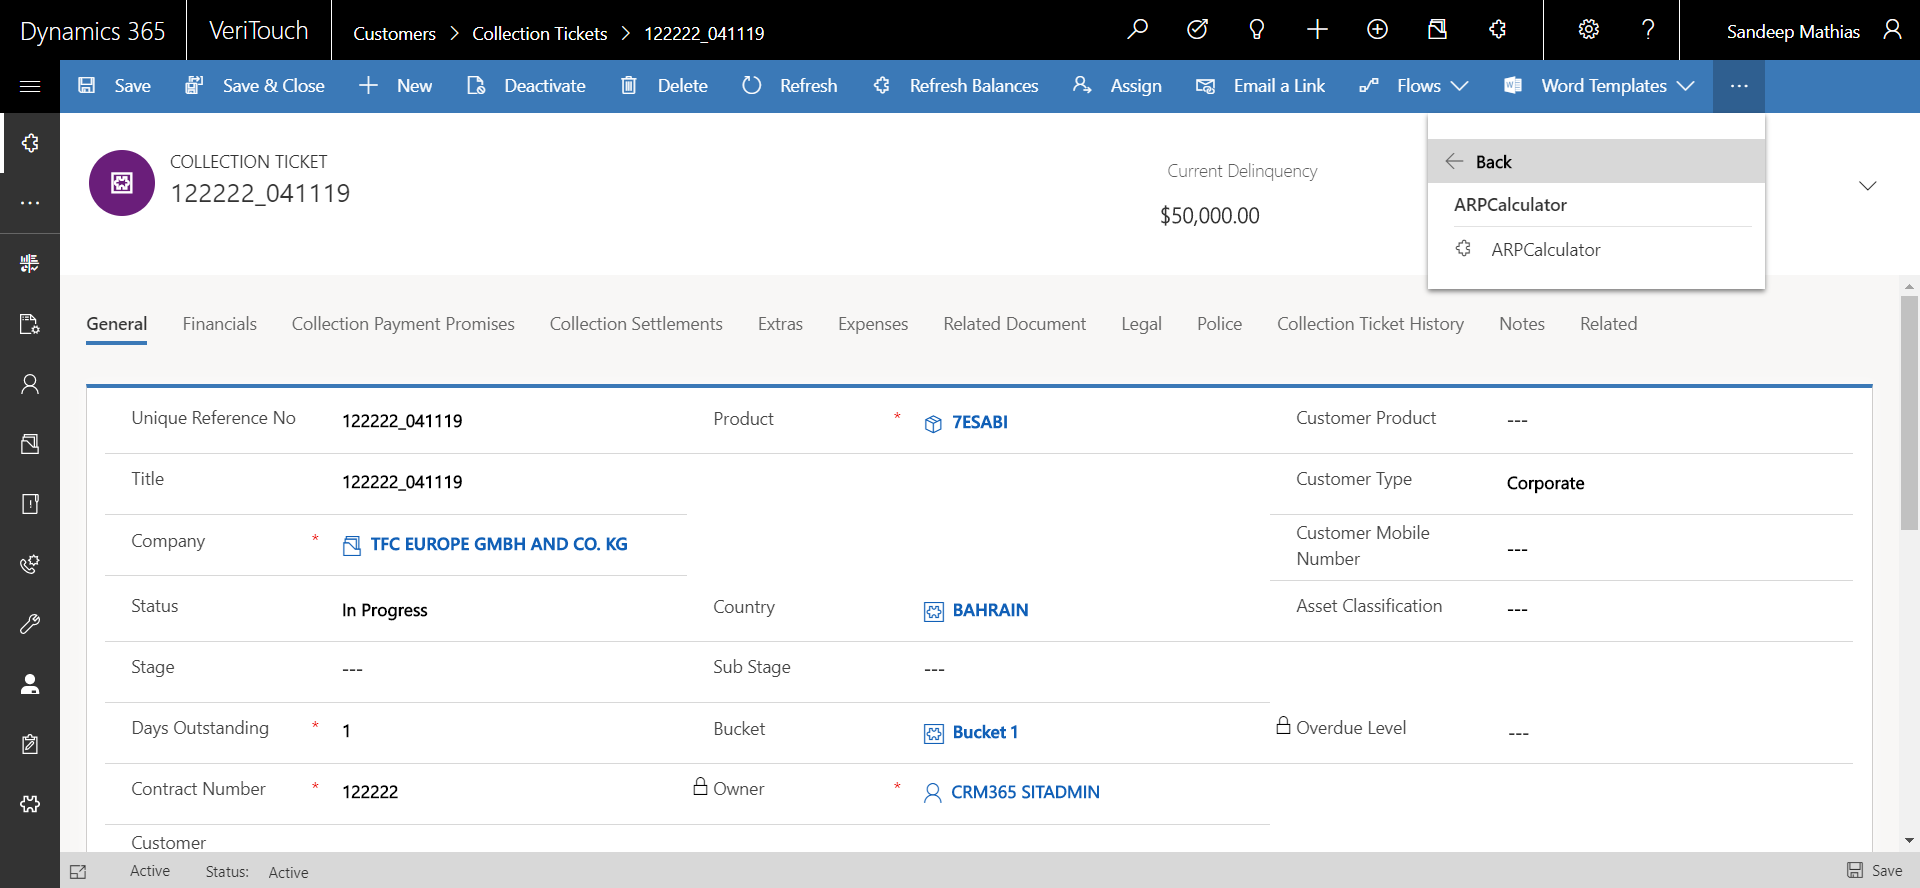 Dynamics 365
VeriTouch
Customers > Collection Tickets > 122222_041119
?
Sandeep Mathias
Save
Save & Close
New
Deactivate
Delete
Refresh
Refresh Balances
Assign
Email a Link
Flows
Word Templates
...
COLLECTION TICKET
122222_041119
Current Delinquency
$50,000.00
Back
ARPCalculator
ARPCalculator
General
Financials
Collection Payment Promises
Collection Settlements
Extras
Expenses
Related Document
Legal
Police
Collection Ticket History
Notes
Related
Unique Reference No 122222_041119
Product * 7ESABI
Customer Product ---
Title 122222_041119
Customer Type Corporate
Company * TFC EUROPE GMBH AND CO. KG
Customer Mobile
Number ---
Status In Progress
Country BAHRAIN
Asset Classification ---
Stage ---
Sub Stage ---
Days Outstanding * 1
Bucket Bucket 1
Overdue Level ---
Contract Number * 122222
Owner * CRM365 SITADMIN
Customer
Active
Status: Active
Save